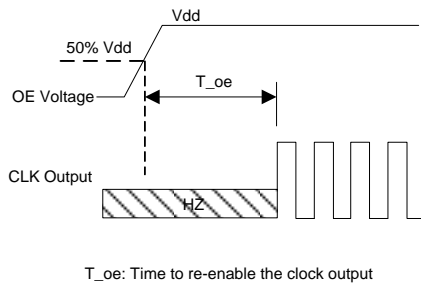 Vdd
50% Vdd
T_oe
OE Voltage
CLK Output
HZ
T_oe: Time to re-enable the clock output